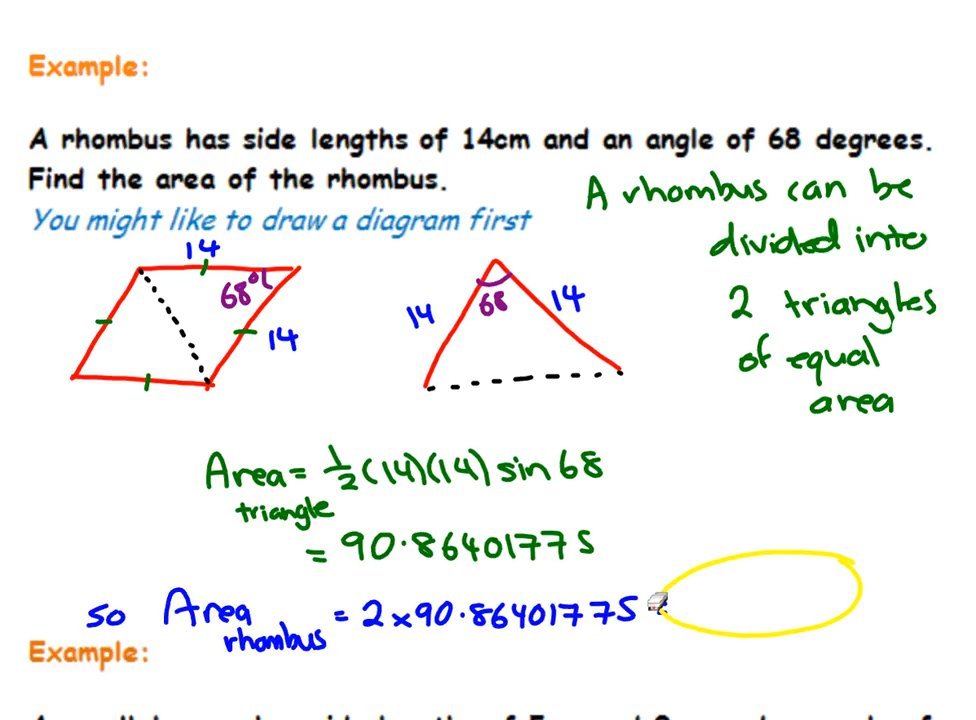 Example:
A rhombus has side lengths of 14cm and an angle of 68 degrees.
Find the area of the rhombus.
You might like to draw a diagram first
A rhombus can be
divided into
2 triangles
of equal
area
14
68°
14
14
68
14
Area = ½ (14)(14) sin 68
triangle
= 90.86401775
so Area = 2 × 90.86401775 =
rhombus
Example: